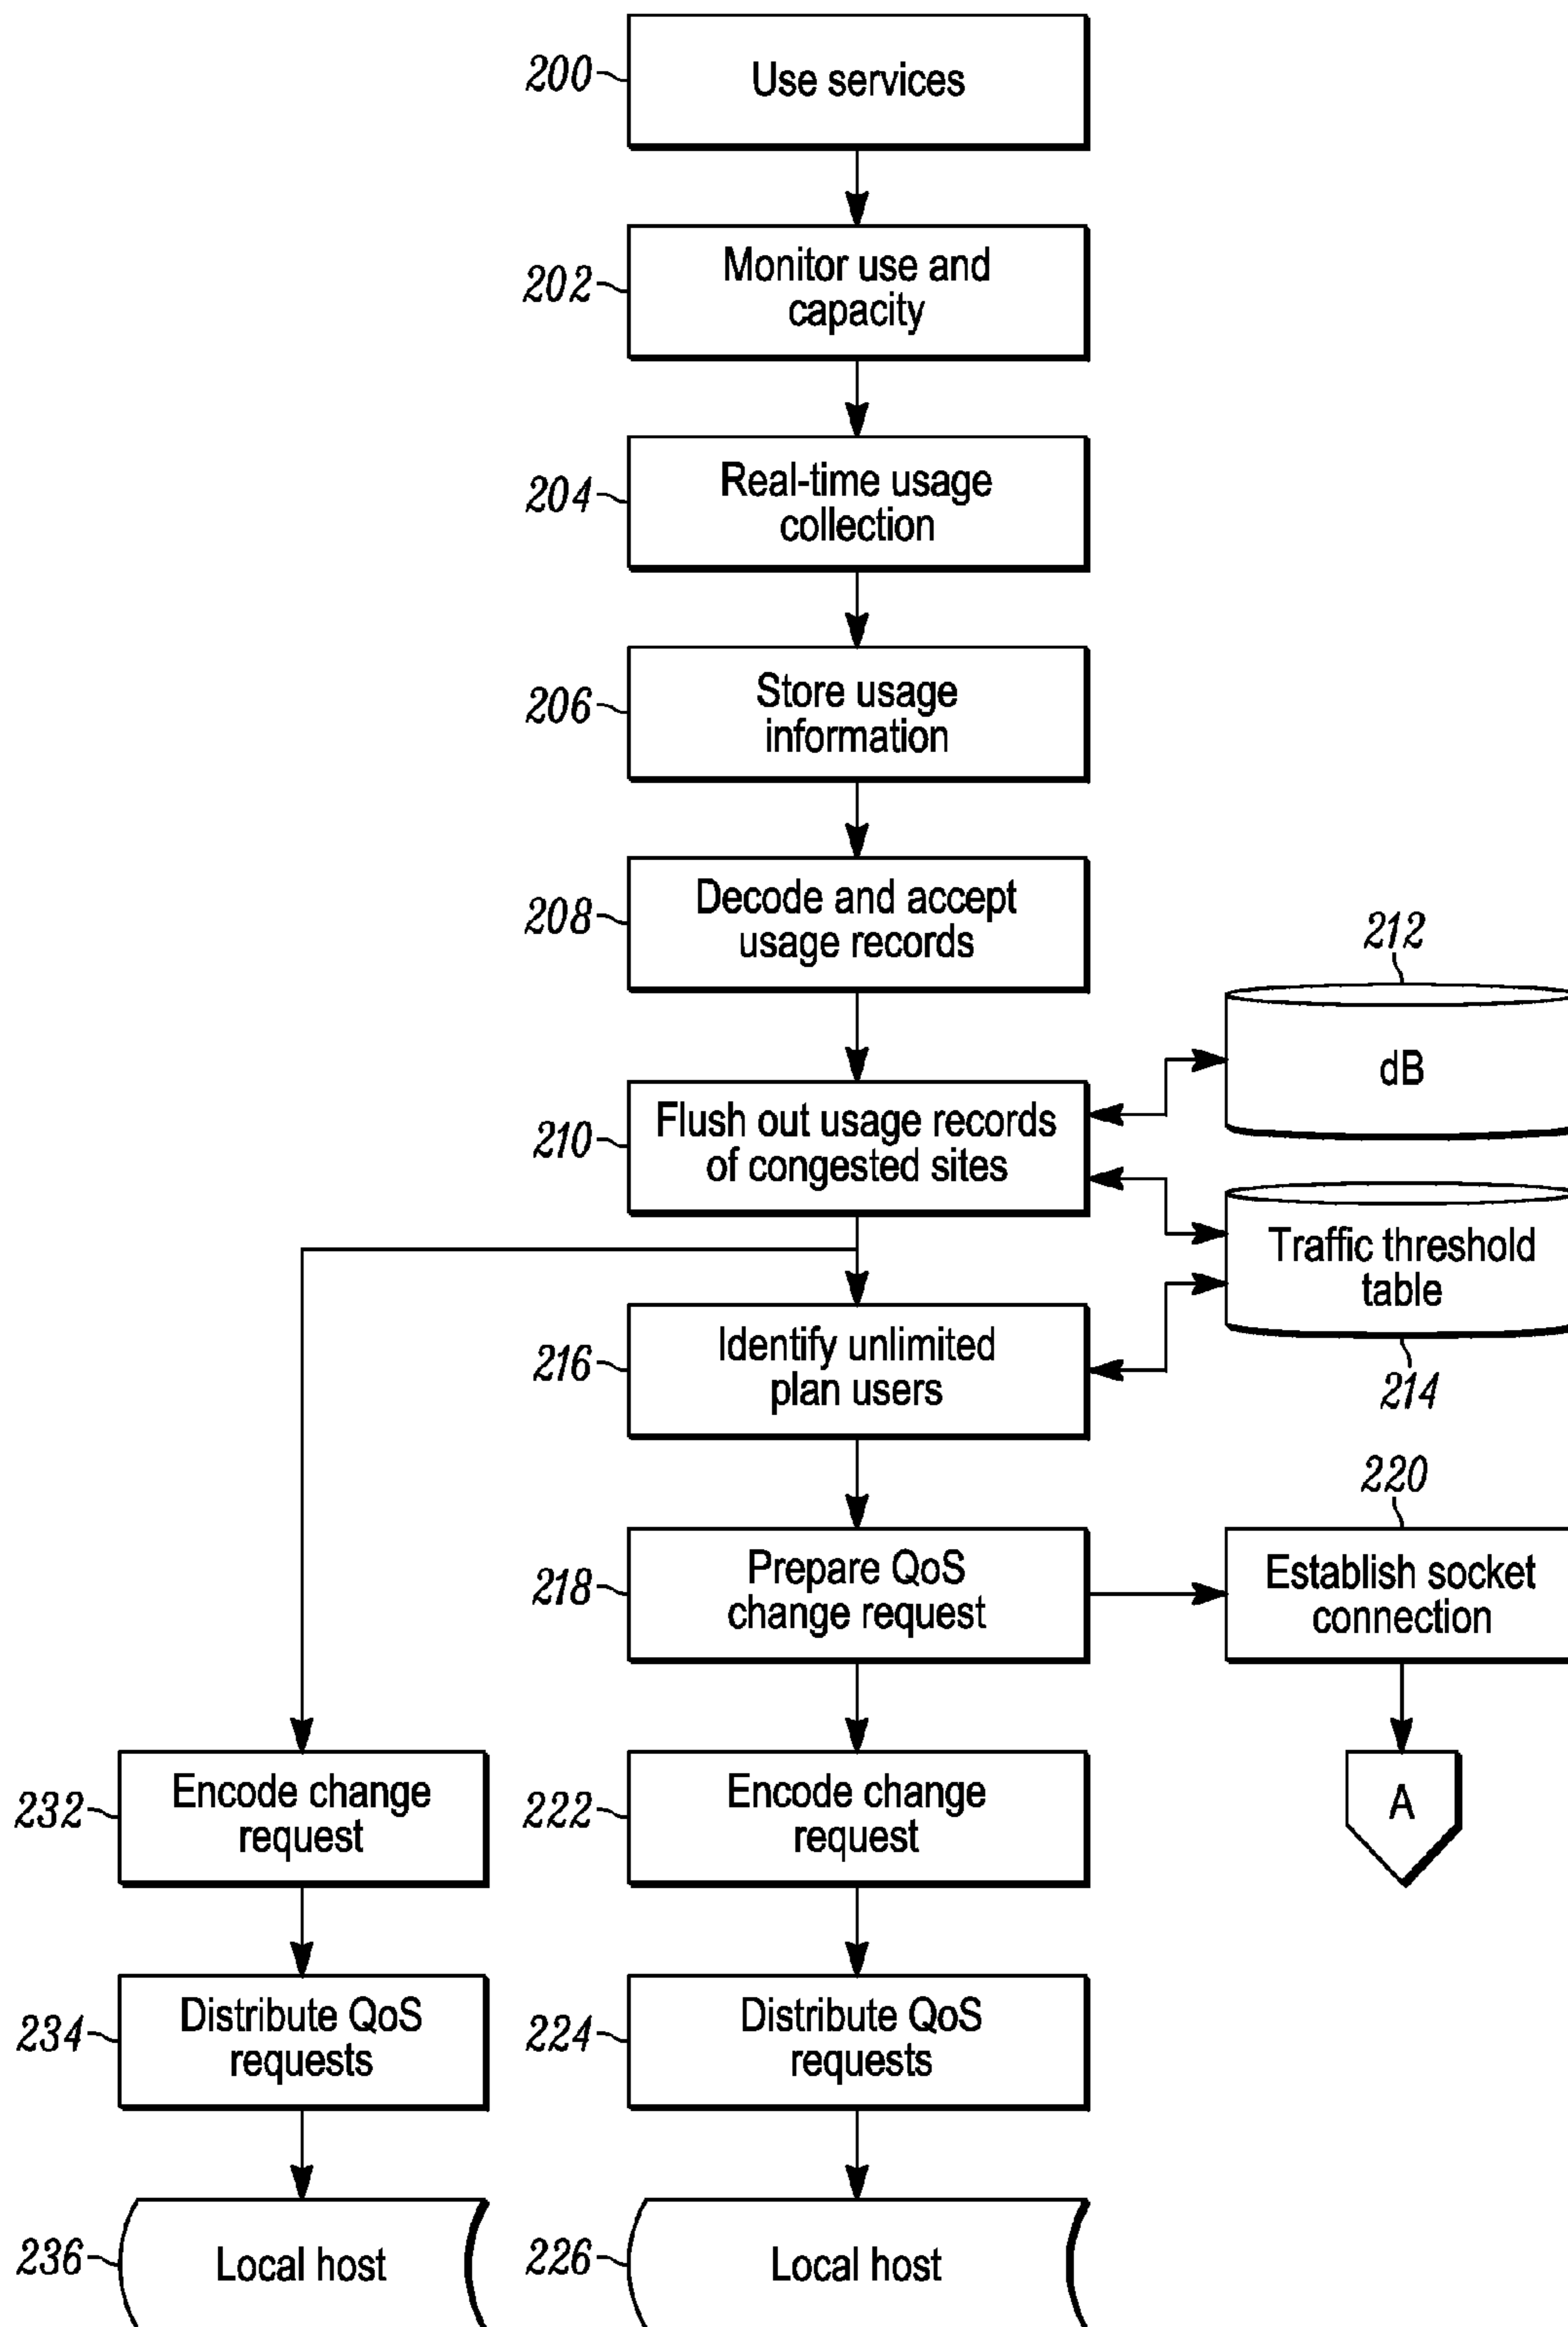 200
Use services
202
Monitor use and
capacity
204
Real-time usage
collection
206
Store usage
information
208
Decode and accept
usage records
212
dB
210
Flush out usage records
of congested sites
Traffic threshold
table
214
216
Identify unlimited
plan users
220
218
Prepare QoS
change request
Establish socket
connection
232
Encode change
request
222
Encode change
request
A
234
Distribute QoS
requests
224
Distribute QoS
requests
236
Local host
226
Local host